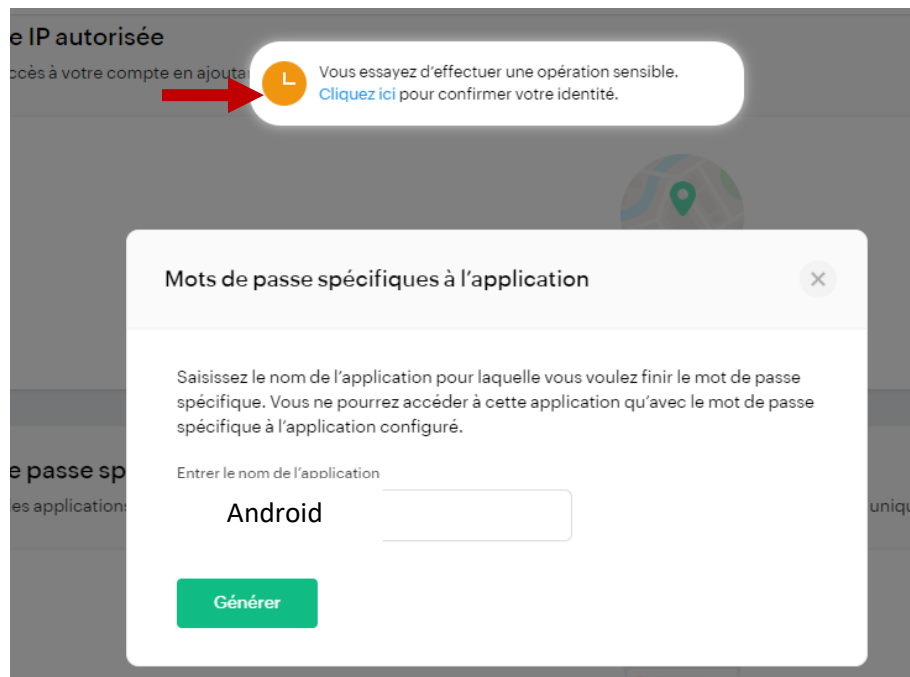 e IP autorisée
ccès à votre compte en ajouta
Vous essayez d'effectuer une opération sensible.
Cliquez ici pour confirmer votre identité.
Mots de passe spécifiques à l'application
Saisissez le nom de l'application pour laquelle vous voulez finir le mot de passe
spécifique. Vous ne pourrez accéder à cette application qu'avec le mot de passe
spécifique à l'application configuré.
e passe sp
Entrer le nom de l'application
es application
uniqu
Android
Générer